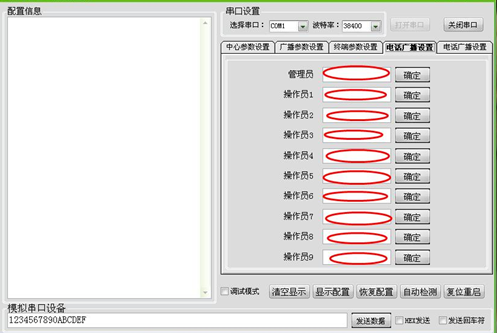 配置信息
串口设置
选择串口： COM1 波特率： 38400 打开串口 关闭串口
中心参数设置 广播参数设置 终端参数设置 电话广播设置 电话广播设置
管理员 确定
操作员1 确定
操作员2 确定
操作员3 确定
操作员4 确定
操作员5 确定
操作员6 确定
操作员7 确定
操作员8 确定
操作员9 确定
调试模式 清空显示 显示配置 恢复配置 自动检测 复位重启
模拟串口设备
1234567890ABCDEF 发送数据 HEX发送 发送回车符